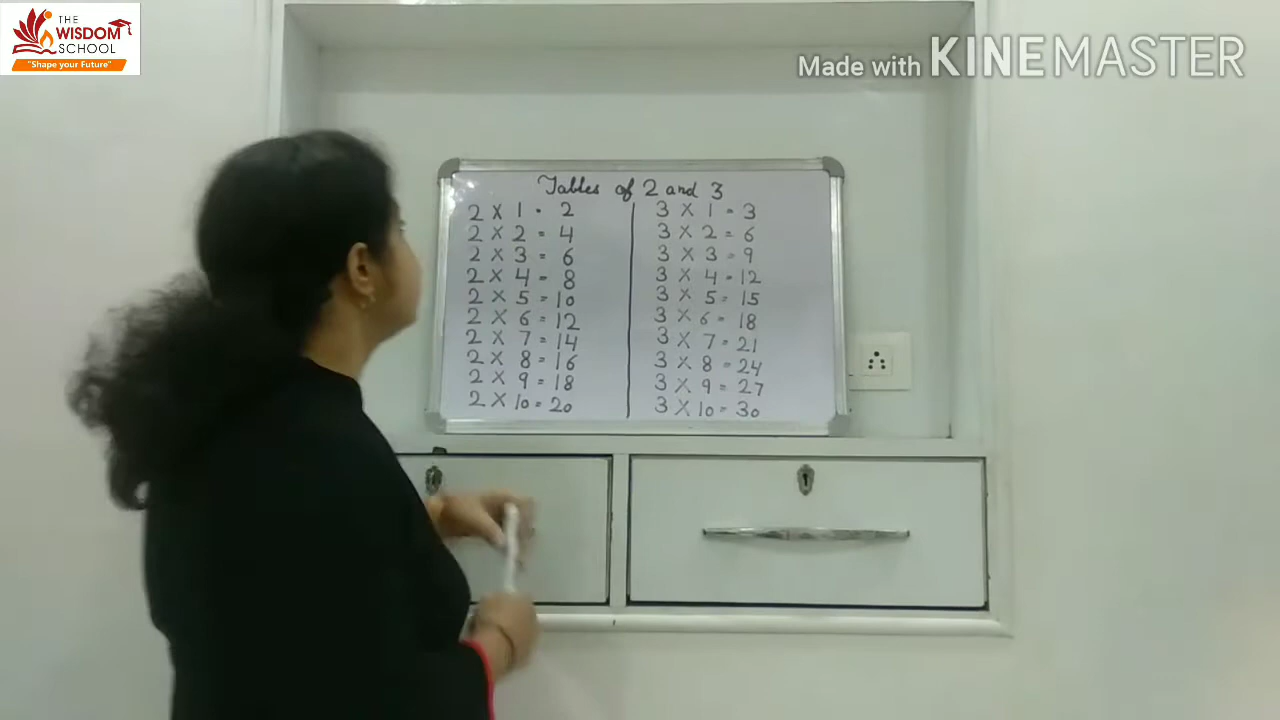 THE
WISDOM
SCHOOL
"Shape your Future"
Made with KINEMASTER
Tables of 2 and 3
2 X 1 = 2
2 X 2 = 4
2 X 3 = 6
2 X 4 = 8
2 X 5 = 10
2 X 6 = 12
2 X 7 = 14
2 X 8 = 16
2 X 9 = 18
2 X 10 = 20
3 X 1 = 3
3 X 2 = 6
3 X 3 = 9
3 X 4 = 12
3 X 5 = 15
3 X 6 = 18
3 X 7 = 21
3 X 8 = 24
3 X 9 = 27
3 X 10 = 30